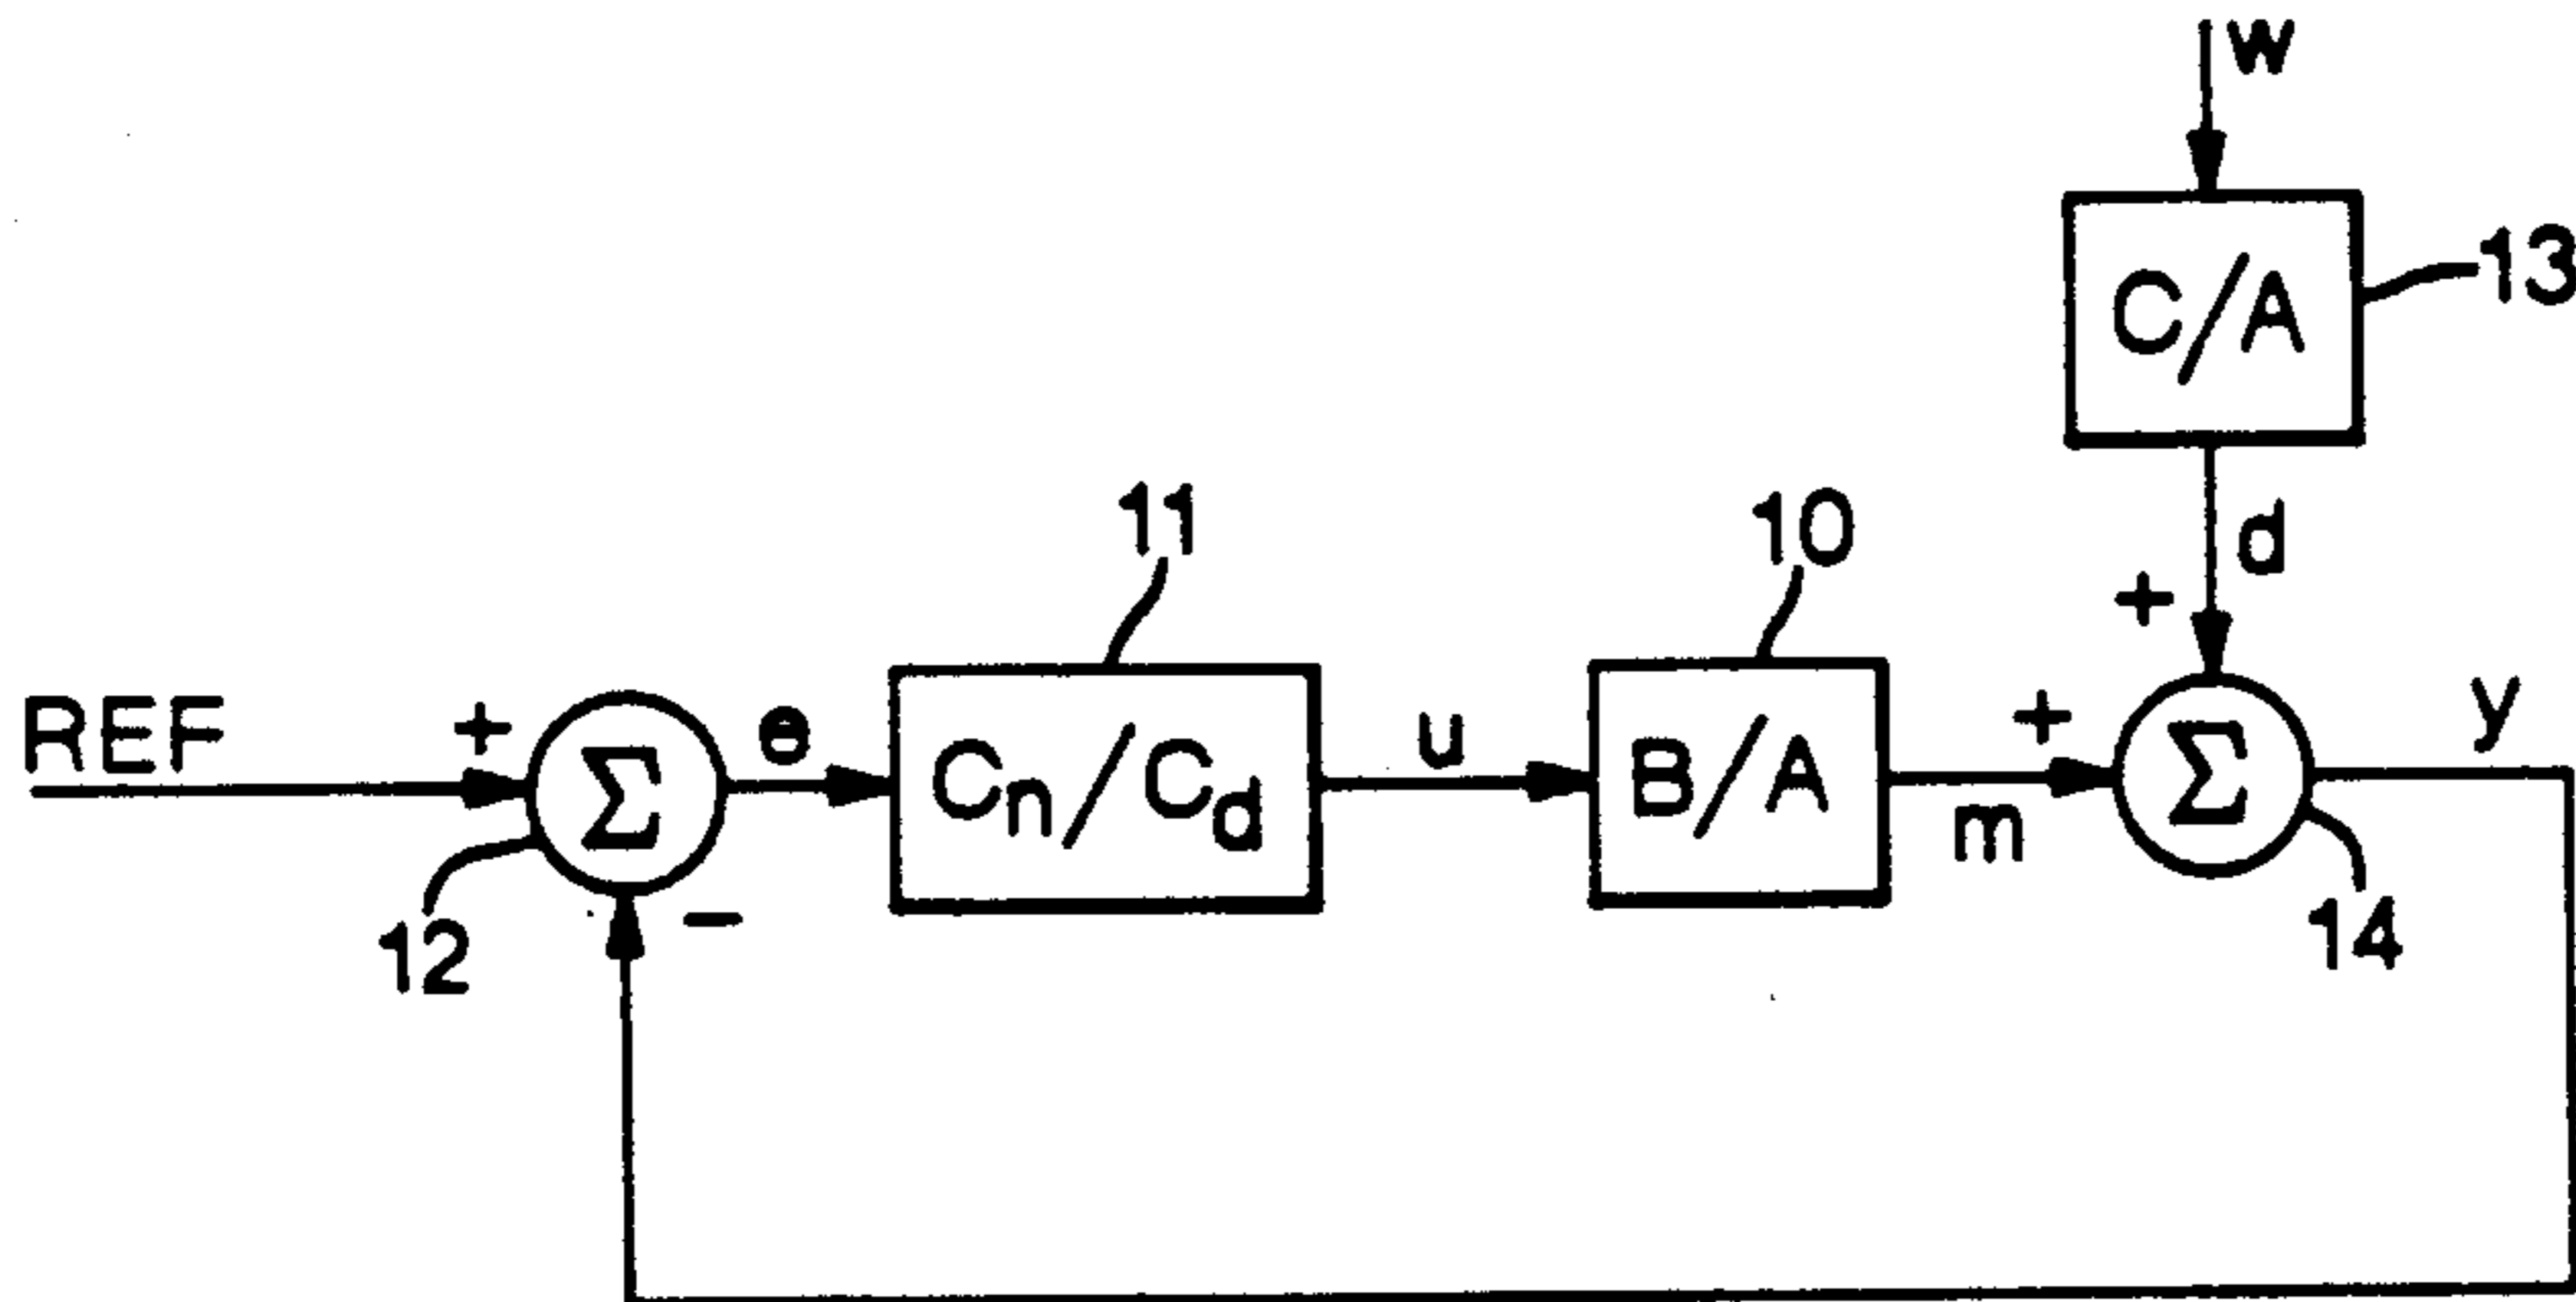 w
C/A
13
d
+
11
10
REF
+
Σ
e
Cn/Cd
u
B/A
+
m
Σ
y
−
12
14